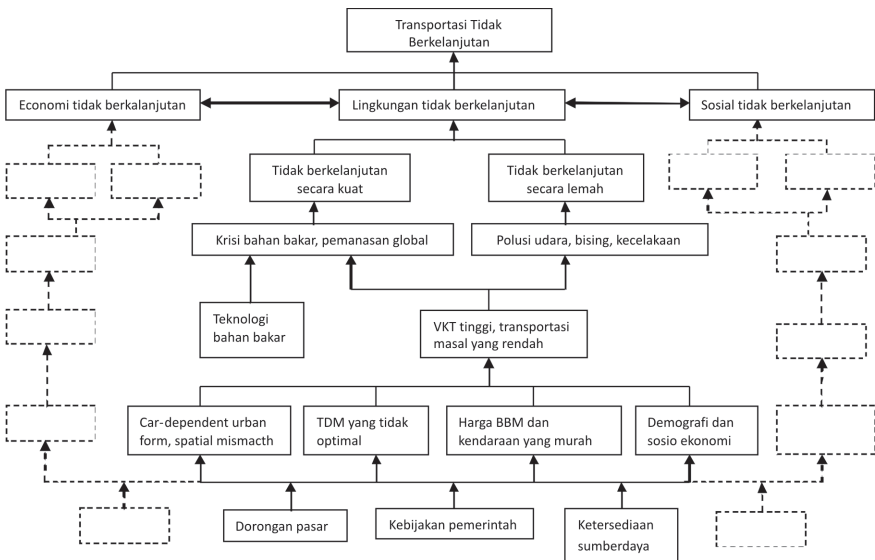 Transportasi Tidak
Berkelanjutan
Economi tidak berkalanjutan
Lingkungan tidak berkelanjutan
Sosial tidak berkelanjutan
Tidak berkelanjutan
secara kuat
Tidak berkelanjutan
secara lemah
Krisi bahan bakar, pemanasan global
Polusi udara, bising, kecelakaan
Teknologi
bahan bakar
VKT tinggi, transportasi
masal yang rendah
Car-dependent urban
form, spatial mismacth
TDM yang tidak
optimal
Harga BBM dan
kendaraan yang murah
Demografi dan
sosio ekonomi
Dorongan pasar
Kebijakan pemerintah
Ketersediaan
sumberdaya